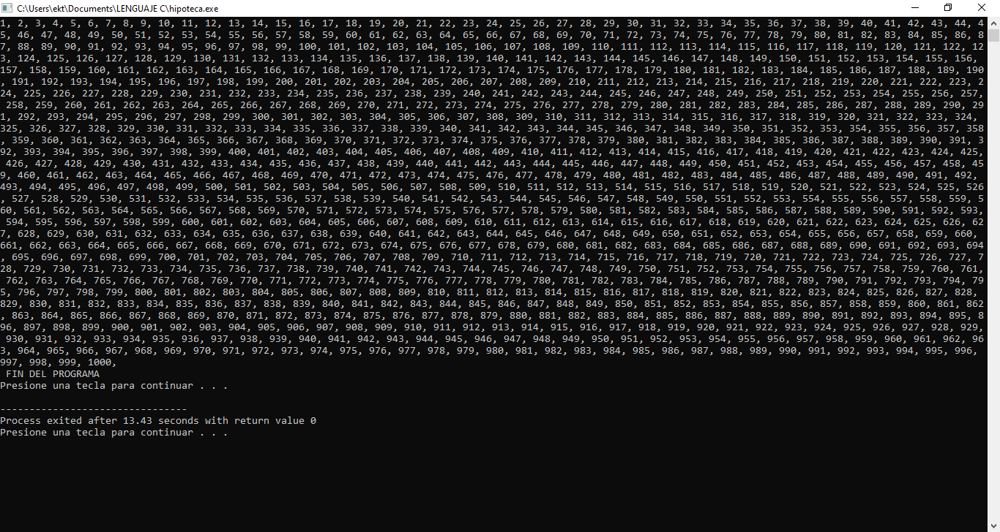 C:\Users\ekt\Documents\LENGUAJE C\hipoteca.exe
1, 2, 3, 4, 5, 6, 7, 8, 9, 10, 11, 12, 13, 14, 15, 16, 17, 18, 19, 20, 21, 22, 23, 24, 25, 26, 27, 28, 29, 30, 31, 32, 33, 34, 35, 36, 37, 38, 39, 40, 41, 42, 43, 44, 4
5, 46, 47, 48, 49, 50, 51, 52, 53, 54, 55, 56, 57, 58, 59, 60, 61, 62, 63, 64, 65, 66, 67, 68, 69, 70, 71, 72, 73, 74, 75, 76, 77, 78, 79, 80, 81, 82, 83, 84, 85, 86, 8
7, 88, 89, 90, 91, 92, 93, 94, 95, 96, 97, 98, 99, 100, 101, 102, 103, 104, 105, 106, 107, 108, 109, 110, 111, 112, 113, 114, 115, 116, 117, 118, 119, 120, 121, 122, 12
3, 124, 125, 126, 127, 128, 129, 130, 131, 132, 133, 134, 135, 136, 137, 138, 139, 140, 141, 142, 143, 144, 145, 146, 147, 148, 149, 150, 151, 152, 153, 154, 155, 156,
157, 158, 159, 160, 161, 162, 163, 164, 165, 166, 167, 168, 169, 170, 171, 172, 173, 174, 175, 176, 177, 178, 179, 180, 181, 182, 183, 184, 185, 186, 187, 188, 189, 190
, 191, 192, 193, 194, 195, 196, 197, 198, 199, 200, 201, 202, 203, 204, 205, 206, 207, 208, 209, 210, 211, 212, 213, 214, 215, 216, 217, 218, 219, 220, 221, 222, 223, 2
24, 225, 226, 227, 228, 229, 230, 231, 232, 233, 234, 235, 236, 237, 238, 239, 240, 241, 242, 243, 244, 245, 246, 247, 248, 249, 250, 251, 252, 253, 254, 255, 256, 257,
258, 259, 260, 261, 262, 263, 264, 265, 266, 267, 268, 269, 270, 271, 272, 273, 274, 275, 276, 277, 278, 279, 280, 281, 282, 283, 284, 285, 286, 287, 288, 289, 290, 29
1, 292, 293, 294, 295, 296, 297, 298, 299, 300, 301, 302, 303, 304, 305, 306, 307, 308, 309, 310, 311, 312, 313, 314, 315, 316, 317, 318, 319, 320, 321, 322, 323, 324,
325, 326, 327, 328, 329, 330, 331, 332, 333, 334, 335, 336, 337, 338, 339, 340, 341, 342, 343, 344, 345, 346, 347, 348, 349, 350, 351, 352, 353, 354, 355, 356, 357, 358
, 359, 360, 361, 362, 363, 364, 365, 366, 367, 368, 369, 370, 371, 372, 373, 374, 375, 376, 377, 378, 379, 380, 381, 382, 383, 384, 385, 386, 387, 388, 389, 390, 391, 3
92, 393, 394, 395, 396, 397, 398, 399, 400, 401, 402, 403, 404, 405, 406, 407, 408, 409, 410, 411, 412, 413, 414, 415, 416, 417, 418, 419, 420, 421, 422, 423, 424, 425,
426, 427, 428, 429, 430, 431, 432, 433, 434, 435, 436, 437, 438, 439, 440, 441, 442, 443, 444, 445, 446, 447, 448, 449, 450, 451, 452, 453, 454, 455, 456, 457, 458, 45
9, 460, 461, 462, 463, 464, 465, 466, 467, 468, 469, 470, 471, 472, 473, 474, 475, 476, 477, 478, 479, 480, 481, 482, 483, 484, 485, 486, 487, 488, 489, 490, 491, 492,
493, 494, 495, 496, 497, 498, 499, 500, 501, 502, 503, 504, 505, 506, 507, 508, 509, 510, 511, 512, 513, 514, 515, 516, 517, 518, 519, 520, 521, 522, 523, 524, 525, 526
, 527, 528, 529, 530, 531, 532, 533, 534, 535, 536, 537, 538, 539, 540, 541, 542, 543, 544, 545, 546, 547, 548, 549, 550, 551, 552, 553, 554, 555, 556, 557, 558, 559, 5
60, 561, 562, 563, 564, 565, 566, 567, 568, 569, 570, 571, 572, 573, 574, 575, 576, 577, 578, 579, 580, 581, 582, 583, 584, 585, 586, 587, 588, 589, 590, 591, 592, 593,
594, 595, 596, 597, 598, 599, 600, 601, 602, 603, 604, 605, 606, 607, 608, 609, 610, 611, 612, 613, 614, 615, 616, 617, 618, 619, 620, 621, 622, 623, 624, 625, 626, 62
7, 628, 629, 630, 631, 632, 633, 634, 635, 636, 637, 638, 639, 640, 641, 642, 643, 644, 645, 646, 647, 648, 649, 650, 651, 652, 653, 654, 655, 656, 657, 658, 659, 660,
661, 662, 663, 664, 665, 666, 667, 668, 669, 670, 671, 672, 673, 674, 675, 676, 677, 678, 679, 680, 681, 682, 683, 684, 685, 686, 687, 688, 689, 690, 691, 692, 693, 694
, 695, 696, 697, 698, 699, 700, 701, 702, 703, 704, 705, 706, 707, 708, 709, 710, 711, 712, 713, 714, 715, 716, 717, 718, 719, 720, 721, 722, 723, 724, 725, 726, 727, 7
28, 729, 730, 731, 732, 733, 734, 735, 736, 737, 738, 739, 740, 741, 742, 743, 744, 745, 746, 747, 748, 749, 750, 751, 752, 753, 754, 755, 756, 757, 758, 759, 760, 761,
762, 763, 764, 765, 766, 767, 768, 769, 770, 771, 772, 773, 774, 775, 776, 777, 778, 779, 780, 781, 782, 783, 784, 785, 786, 787, 788, 789, 790, 791, 792, 793, 794, 79
5, 796, 797, 798, 799, 800, 801, 802, 803, 804, 805, 806, 807, 808, 809, 810, 811, 812, 813, 814, 815, 816, 817, 818, 819, 820, 821, 822, 823, 824, 825, 826, 827, 828,
829, 830, 831, 832, 833, 834, 835, 836, 837, 838, 839, 840, 841, 842, 843, 844, 845, 846, 847, 848, 849, 850, 851, 852, 853, 854, 855, 856, 857, 858, 859, 860, 861, 862
, 863, 864, 865, 866, 867, 868, 869, 870, 871, 872, 873, 874, 875, 876, 877, 878, 879, 880, 881, 882, 883, 884, 885, 886, 887, 888, 889, 890, 891, 892, 893, 894, 895, 8
96, 897, 898, 899, 900, 901, 902, 903, 904, 905, 906, 907, 908, 909, 910, 911, 912, 913, 914, 915, 916, 917, 918, 919, 920, 921, 922, 923, 924, 925, 926, 927, 928, 929,
930, 931, 932, 933, 934, 935, 936, 937, 938, 939, 940, 941, 942, 943, 944, 945, 946, 947, 948, 949, 950, 951, 952, 953, 954, 955, 956, 957, 958, 959, 960, 961, 962, 96
3, 964, 965, 966, 967, 968, 969, 970, 971, 972, 973, 974, 975, 976, 977, 978, 979, 980, 981, 982, 983, 984, 985, 986, 987, 988, 989, 990, 991, 992, 993, 994, 995, 996,
997, 998, 999, 1000,
FIN DEL PROGRAMA
Presione una tecla para continuar . . .
--------------------------------
Process exited after 13.43 seconds with return value 0
Presione una tecla para continuar . . .